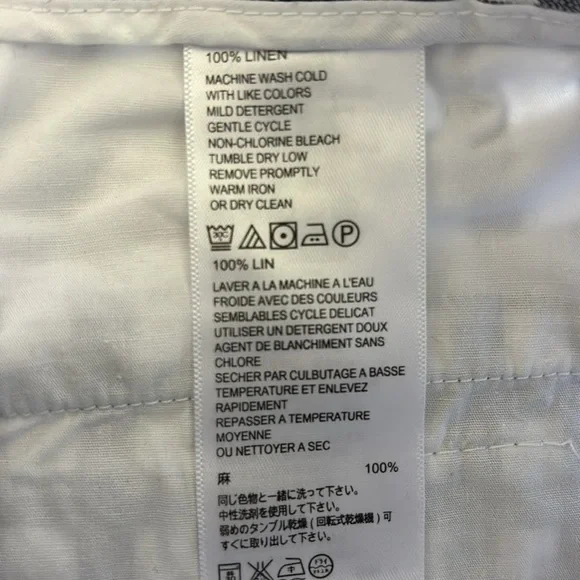 100% LINEN
MACHINE WASH COLD
WITH LIKE COLORS
MILD DETERGENT
GENTLE CYCLE
NON-CHLORINE BLEACH
TUMBLE DRY LOW
REMOVE PROMPTLY
WARM IRON
OR DRY CLEAN
30C P
100% LIN
LAVER A LA MACHINE A L'EAU
FROIDE AVEC DES COULEURS
SEMBLABLES CYCLE DELICAT
UTILISER UN DETERGENT DOUX
AGENT DE BLANCHIMENT SANS
CHLORE
SECHER PAR CULBUTAGE A BASSE
TEMPERATURE ET ENLEVEZ
RAPIDEMENT
REPASSER A TEMPERATURE
MOYENNE
OU NETTOYER A SEC
麻 100%
同じ色物と一緒に洗って下さい。
中性洗剤を使用して下さい。
弱めのタンブル乾燥（回転式乾燥機）可
すぐに取り出して下さい。